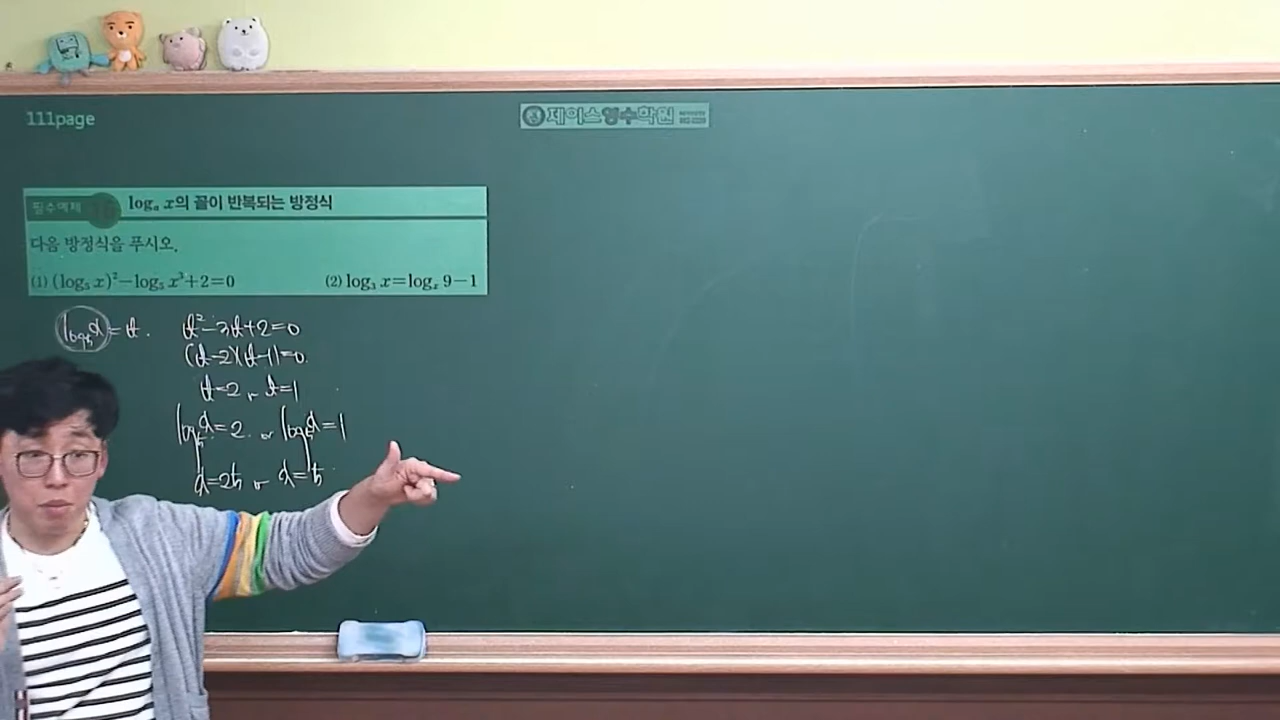 111page
제이스영수학원
필수예제 log_a x의 꼴이 반복되는 방정식
다음 방정식을 푸시오.
(1) (log₅ x)²−log₅ x³+2=0 (2) log₃ x=logₓ 9−1
log₅x=t. t²-3t+2=0
(t-2)(t-1)=0.
t=2 or t=1
log₅x=2. or log₅x=1
x=25 or x=5